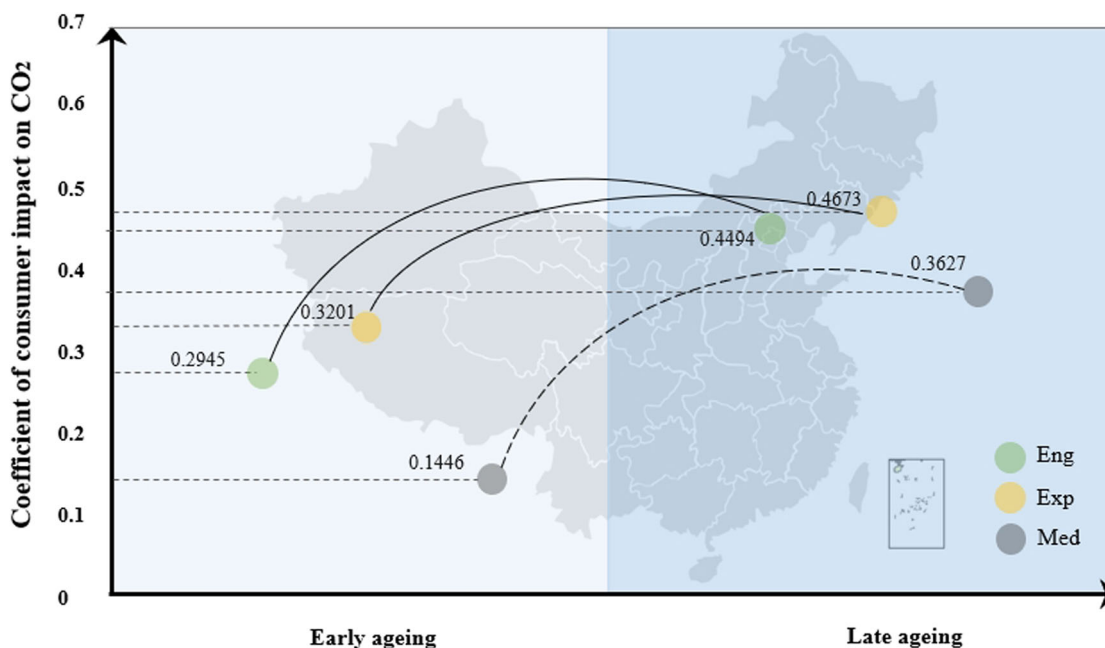 Coefficient of consumer impact on CO₂
0.7
0.6
0.5
0.4
0.3
0.2
0.1
0
0.4673
0.4494
0.3627
0.3201
0.2945
0.1446
Eng
Exp
Med
Early ageing
Late ageing